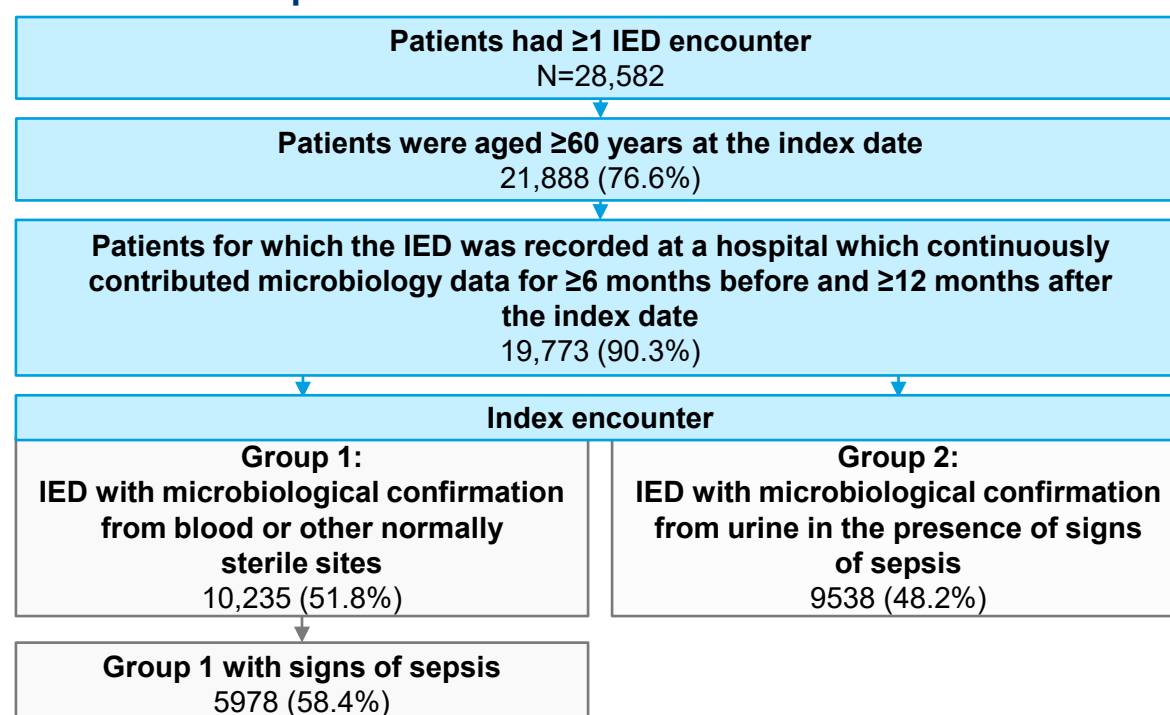 Patients had ≥1 IED encounter
N=28,582
Patients were aged ≥60 years at the index date
21,888 (76.6%)
Patients for which the IED was recorded at a hospital which continuously
contributed microbiology data for ≥6 months before and ≥12 months after
the index date
19,773 (90.3%)
Index encounter
Group 1:
IED with microbiological confirmation
from blood or other normally
sterile sites
10,235 (51.8%)
Group 2:
IED with microbiological confirmation
from urine in the presence of signs
of sepsis
9538 (48.2%)
Group 1 with signs of sepsis
5978 (58.4%)